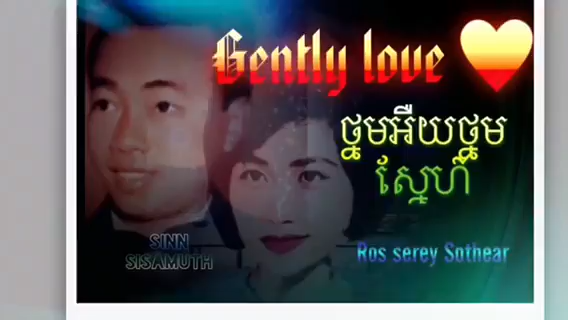 Gently love
ថ្នមអឺយថ្នម
ស្នេហ៍
SINN
SISAMUTH
Ros serey Sothear